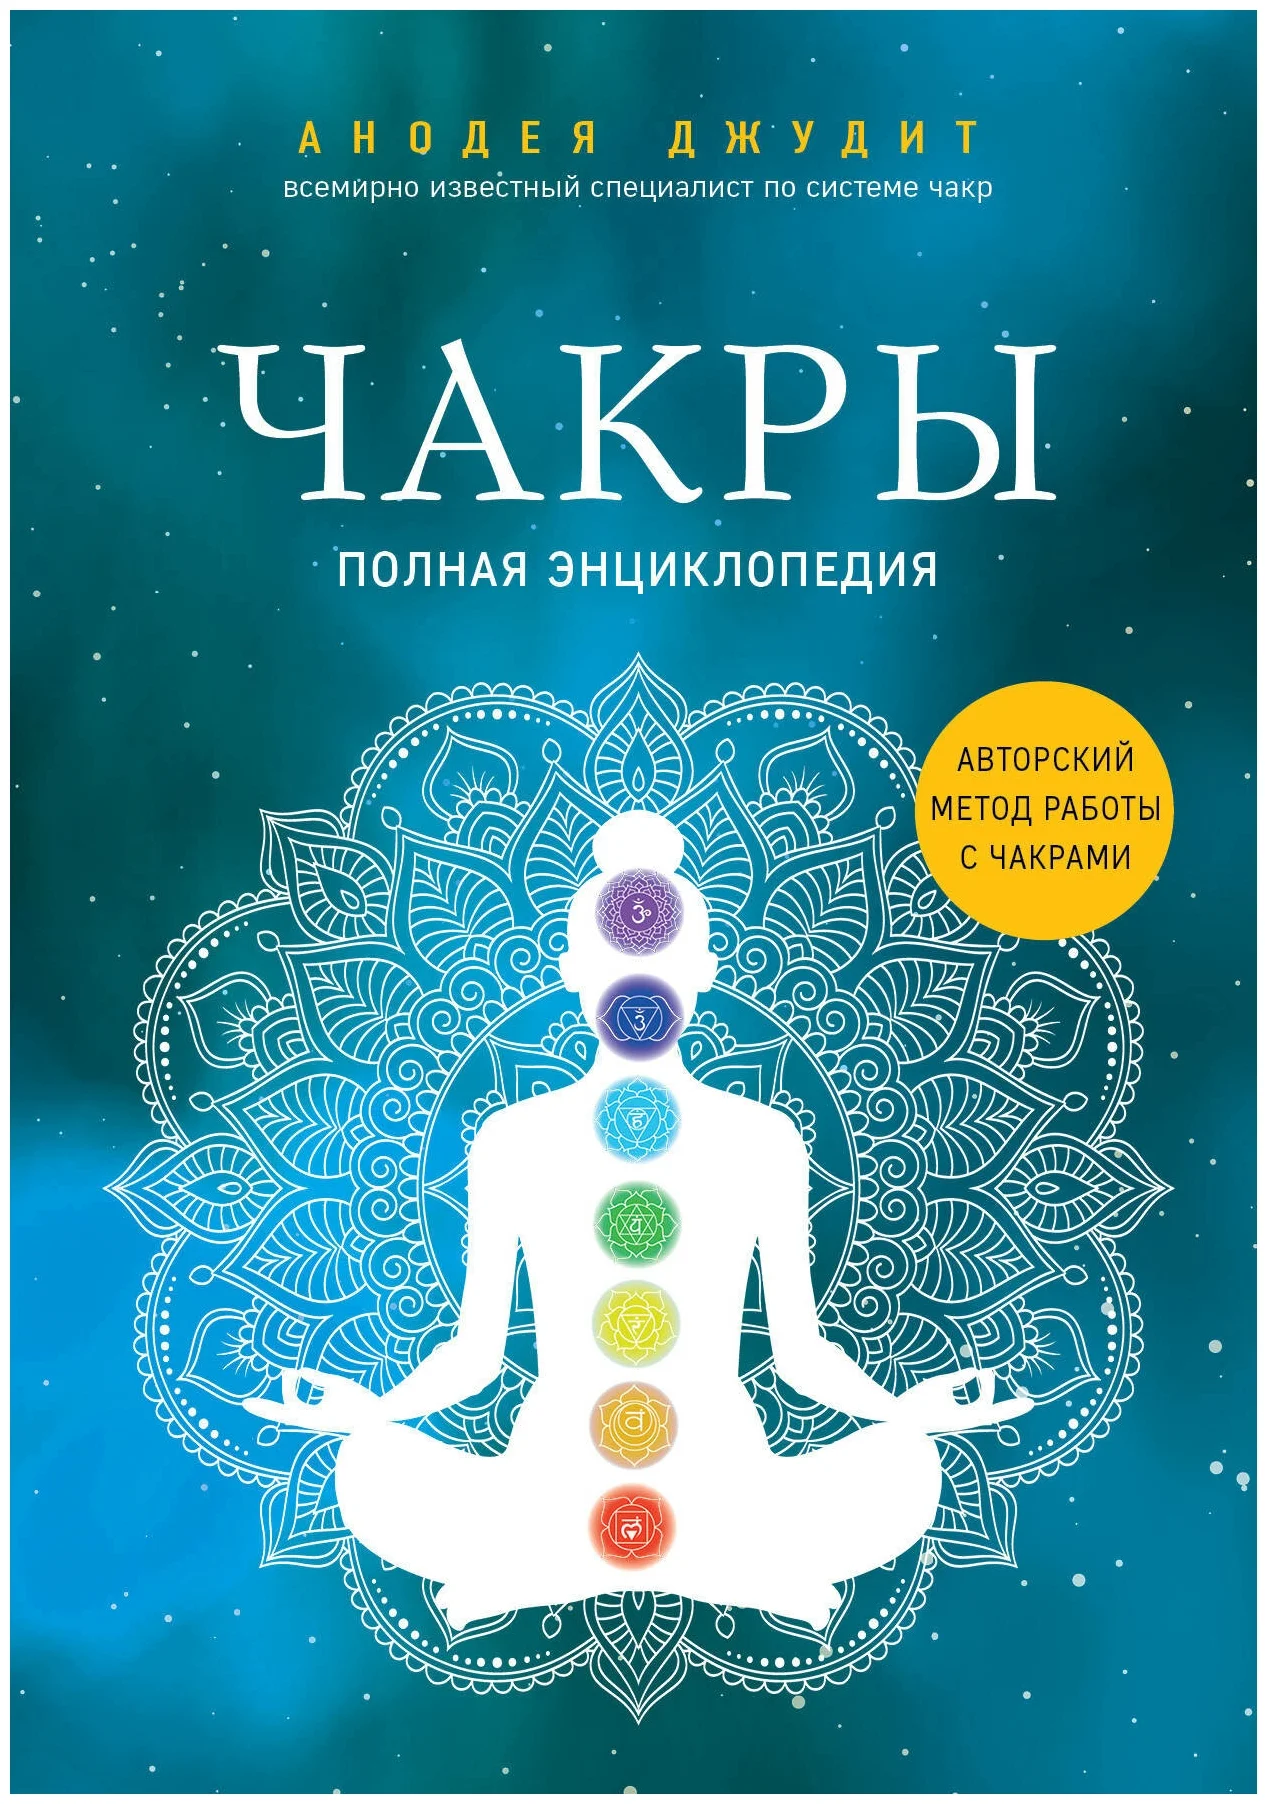 АНОДЕЯ ДЖУДИТ
всемирно известный специалист по системе чакр
ЧАКРЫ
ПОЛНАЯ ЭНЦИКЛОПЕДИЯ
АВТОРСКИЙ
МЕТОД РАБОТЫ
С ЧАКРАМИ
ॐ
ॐ
हं
यं
रं
वं
लं